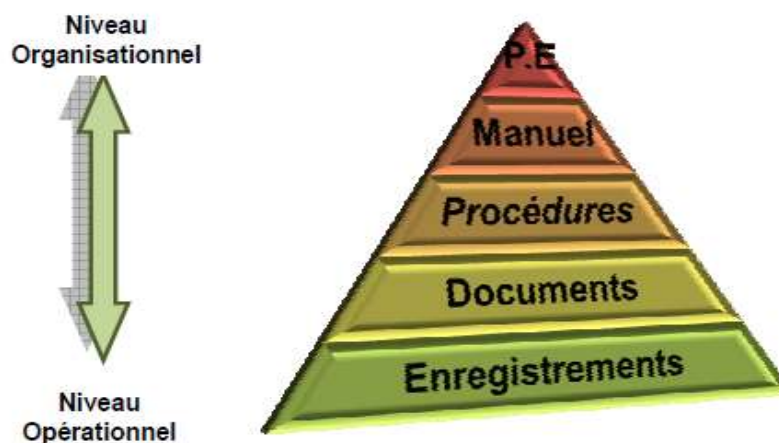 Niveau
Organisationnel
P.E
Manuel
Procédures
Documents
Enregistrements
Niveau
Opérationnel